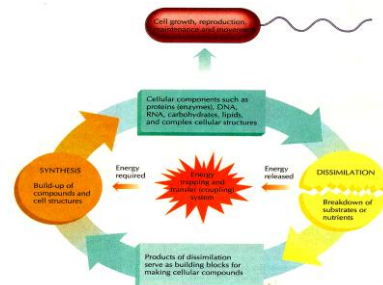 Cell growth, reproduction,
maintenance and movement
Cellular components such as
proteins (enzymes), DNA,
RNA, carbohydrates, lipids,
and complex cellular structures
SYNTHESIS
Build-up of
compounds and
cell structures
Energy
required
Energy
trapping and
transfer (coupling)
system
Energy
released
DISSIMILATION
Breakdown of
substrates or
nutrients
Products of dissimilation
serve as building blocks for
making cellular compounds